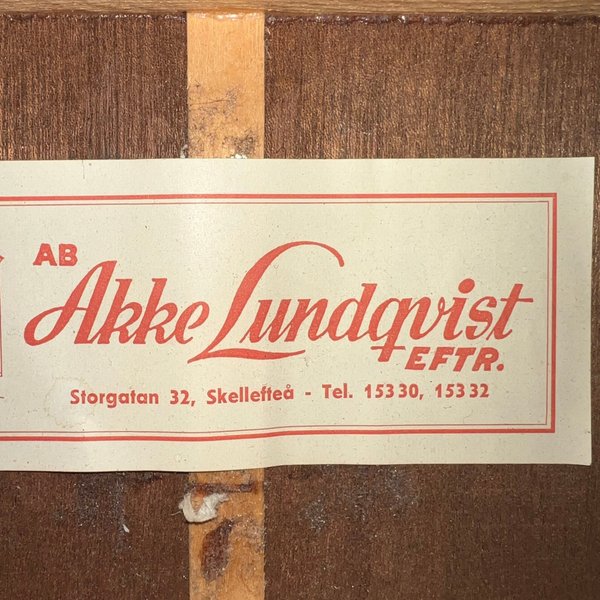 AB
Akke Lundqvist
EFTR.
Storgatan 32, Skellefteå - Tel. 153 30, 153 32